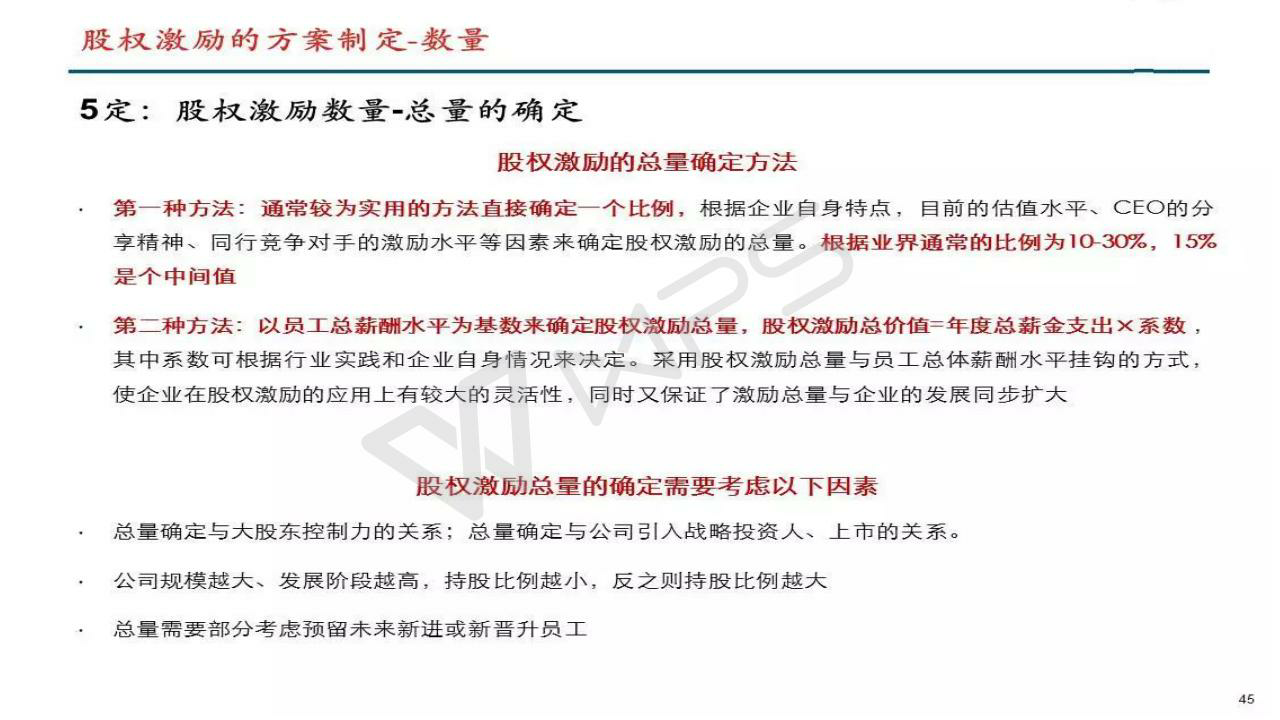 股权激励的方案制定-数量
5定：股权激励数量-总量的确定
股权激励的总量确定方法
· 第一种方法：通常较为实用的方法直接确定一个比例，根据企业自身特点，目前的估值水平、CEO的分
享精神、同行竞争对手的激励水平等因素来确定股权激励的总量。根据业界通常的比例为10-30%，15%
是个中间值
· 第二种方法：以员工总薪酬水平为基数来确定股权激励总量，股权激励总价值=年度总薪金支出×系数，
其中系数可根据行业实践和企业自身情况来决定。采用股权激励总量与员工总体薪酬水平挂钩的方式，
使企业在股权激励的应用上有较大的灵活性，同时又保证了激励总量与企业的发展同步扩大
WPS
股权激励总量的确定需要考虑以下因素
· 总量确定与大股东控制力的关系；总量确定与公司引入战略投资人、上市的关系。
· 公司规模越大、发展阶段越高，持股比例越小，反之则持股比例越大
· 总量需要部分考虑预留未来新进或新晋升员工
45